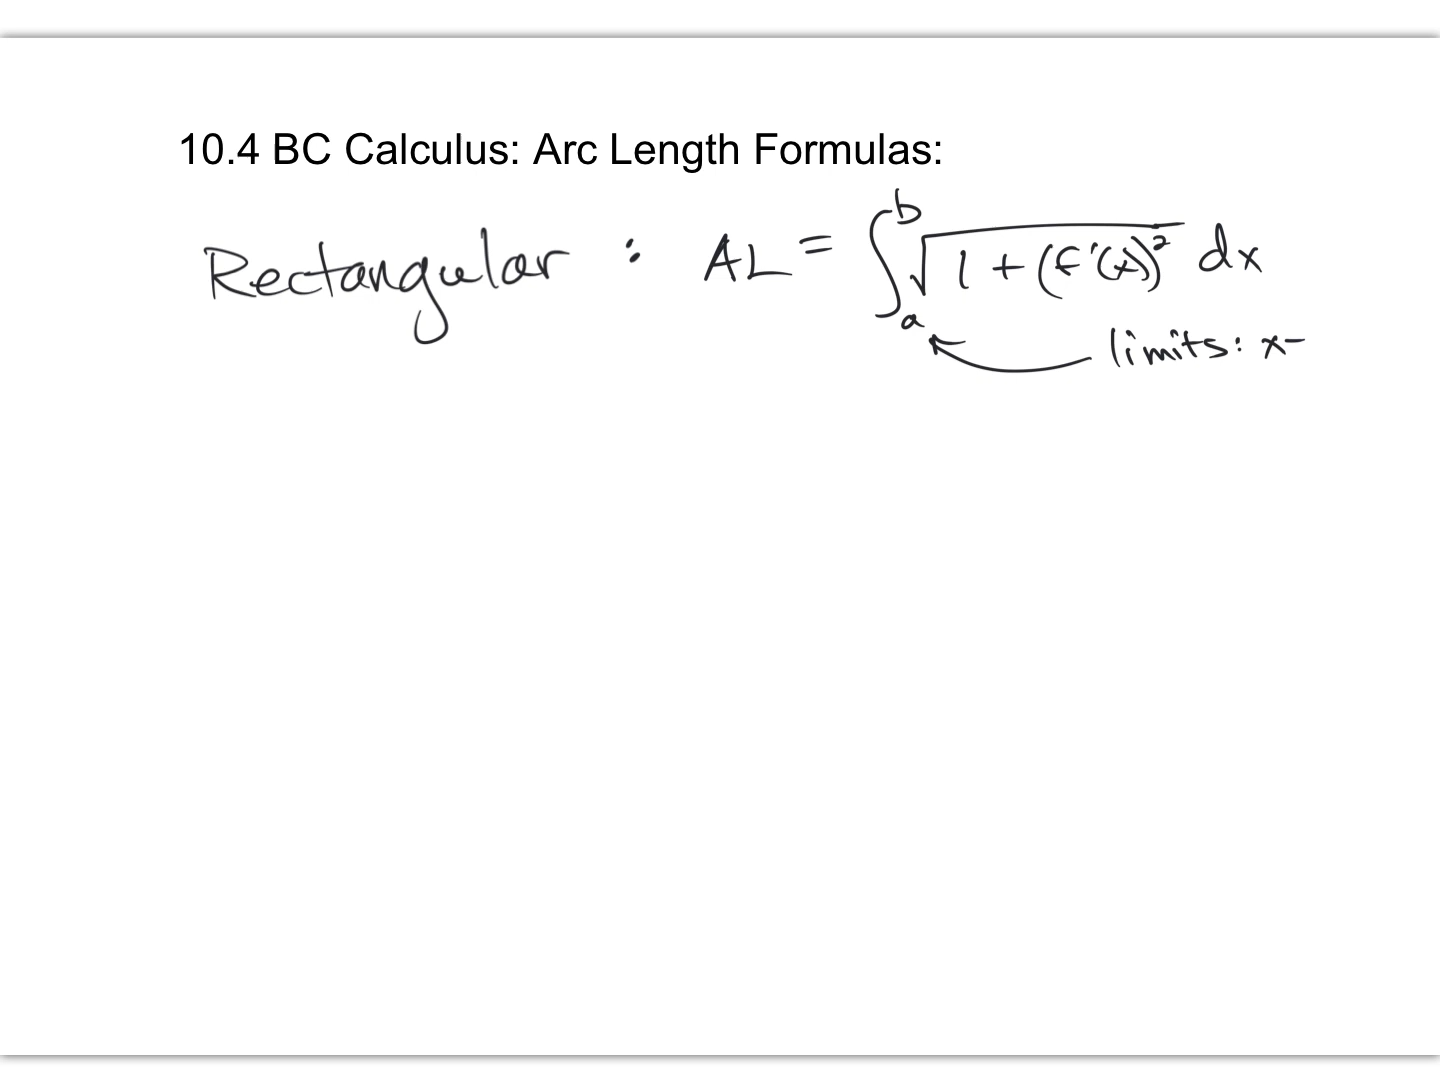 10.4 BC Calculus: Arc Length Formulas:
Rectangular : AL = ∫_a^b √(1 + (f'(x))²) dx
limits: x-